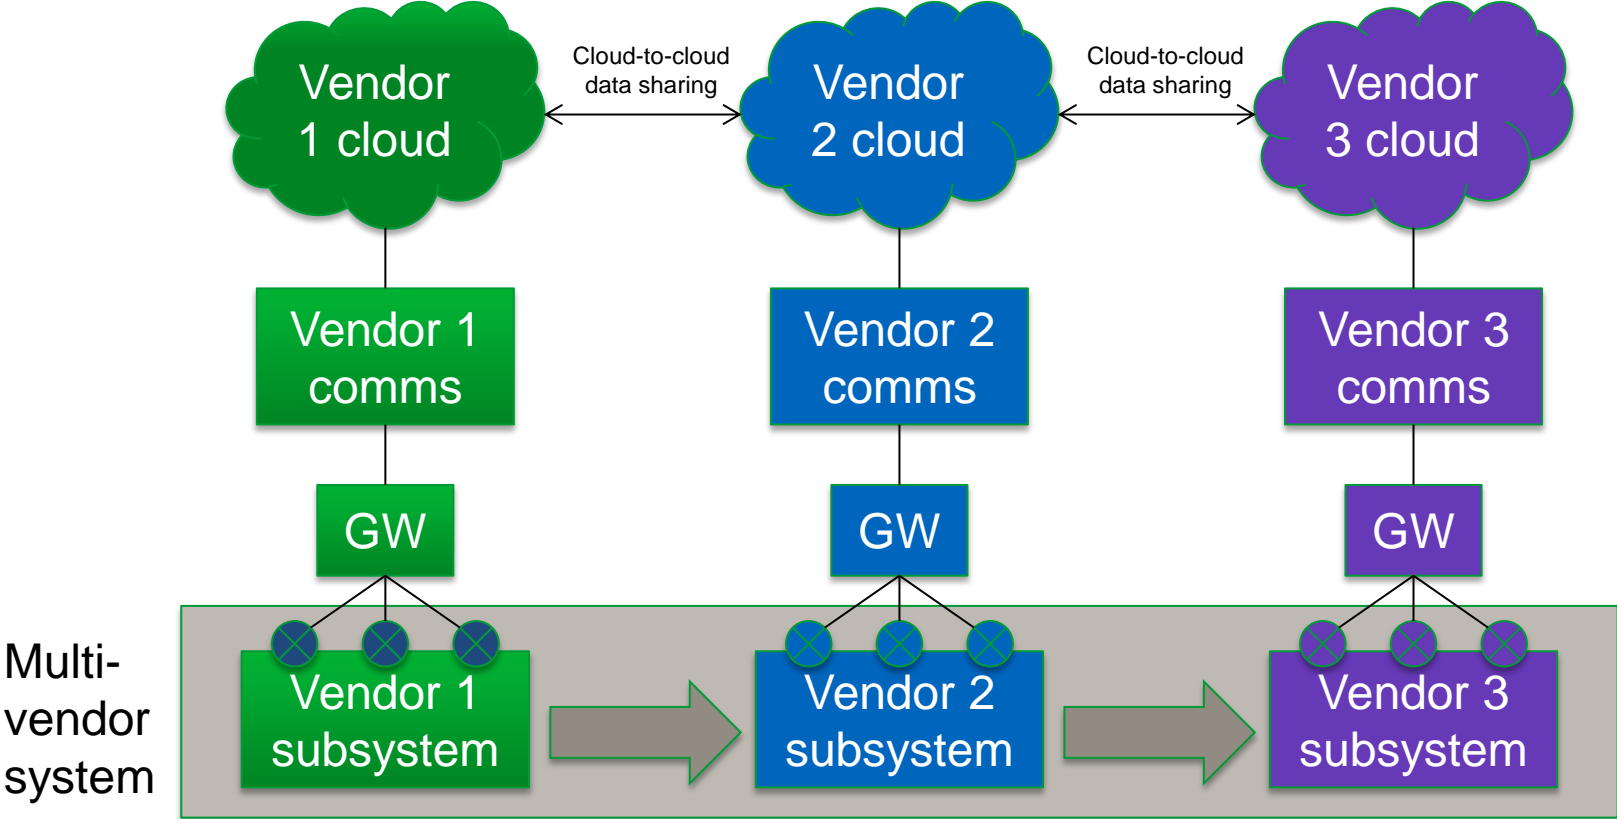 Vendor
1 cloud
Cloud-to-cloud
data sharing
Vendor
2 cloud
Cloud-to-cloud
data sharing
Vendor
3 cloud
Vendor 1
comms
Vendor 2
comms
Vendor 3
comms
GW
GW
GW
Multi-
vendor
system
Vendor 1
subsystem
Vendor 2
subsystem
Vendor 3
subsystem